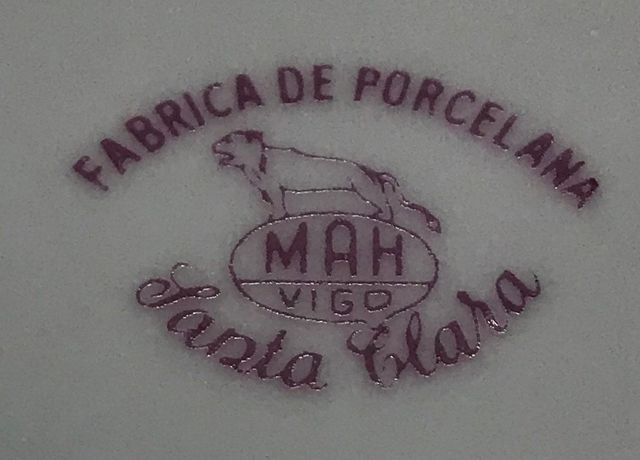 FABRICA DE PORCELANA
MAH
VIGO
Santa Clara